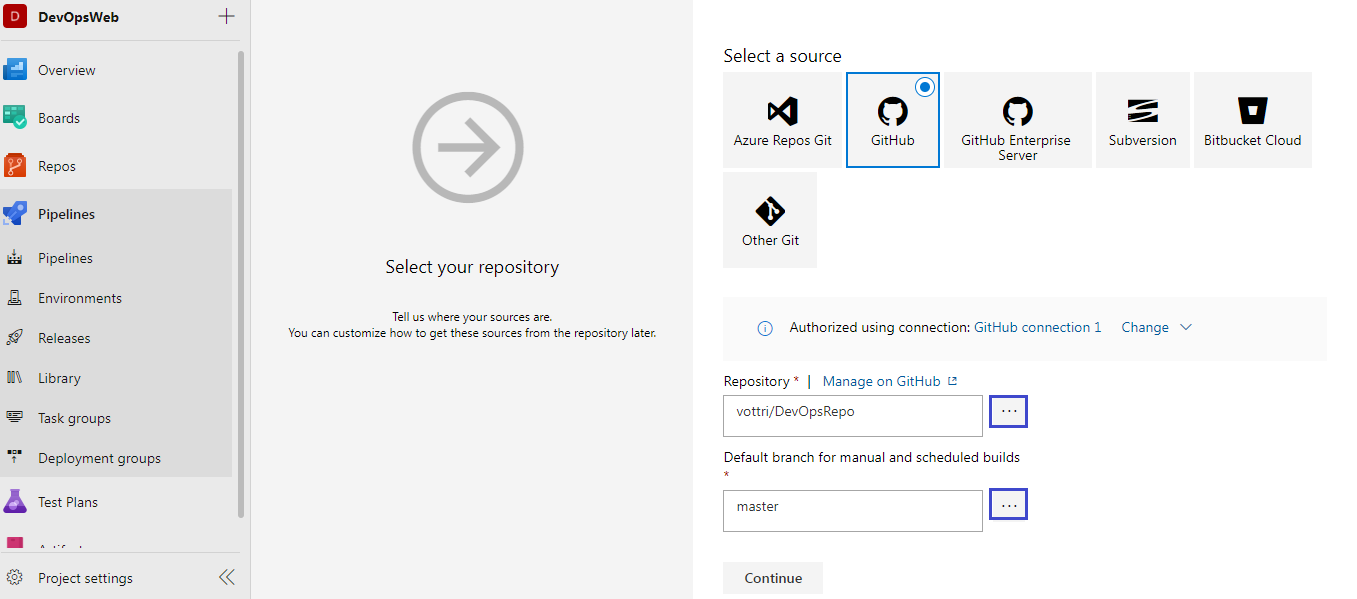 D DevOpsWeb
Overview
Boards
Repos
Pipelines
Pipelines
Environments
Releases
Library
Task groups
Deployment groups
Test Plans
Project settings
Select your repository
Tell us where your sources are.
You can customize how to get these sources from the repository later.
Select a source
Azure Repos Git
GitHub
GitHub Enterprise
Server
Subversion
Bitbucket Cloud
Other Git
Authorized using connection: GitHub connection 1 Change
Repository * | Manage on GitHub
vottri/DevOpsRepo
...
Default branch for manual and scheduled builds
*
master
...
Continue